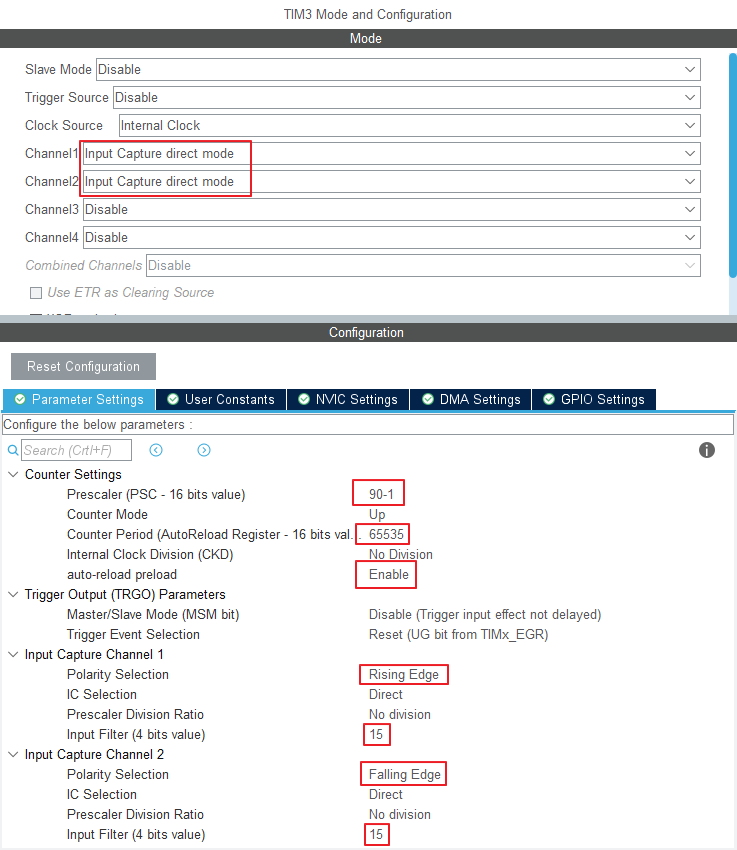 TIM3 Mode and Configuration
Mode
Slave Mode Disable
Trigger Source Disable
Clock Source Internal Clock
Channel1 Input Capture direct mode
Channel2 Input Capture direct mode
Channel3 Disable
Channel4 Disable
Combined Channels Disable
Use ETR as Clearing Source
Configuration
Reset Configuration
Parameter Settings User Constants NVIC Settings DMA Settings GPIO Settings
Configure the below parameters :
Search (CrtI+F)
Counter Settings
Prescaler (PSC - 16 bits value) 90-1
Counter Mode Up
Counter Period (AutoReload Register - 16 bits val... 65535
Internal Clock Division (CKD) No Division
auto-reload preload Enable
Trigger Output (TRGO) Parameters
Master/Slave Mode (MSM bit) Disable (Trigger input effect not delayed)
Trigger Event Selection Reset (UG bit from TIMx_EGR)
Input Capture Channel 1
Polarity Selection Rising Edge
IC Selection Direct
Prescaler Division Ratio No division
Input Filter (4 bits value) 15
Input Capture Channel 2
Polarity Selection Falling Edge
IC Selection Direct
Prescaler Division Ratio No division
Input Filter (4 bits value) 15